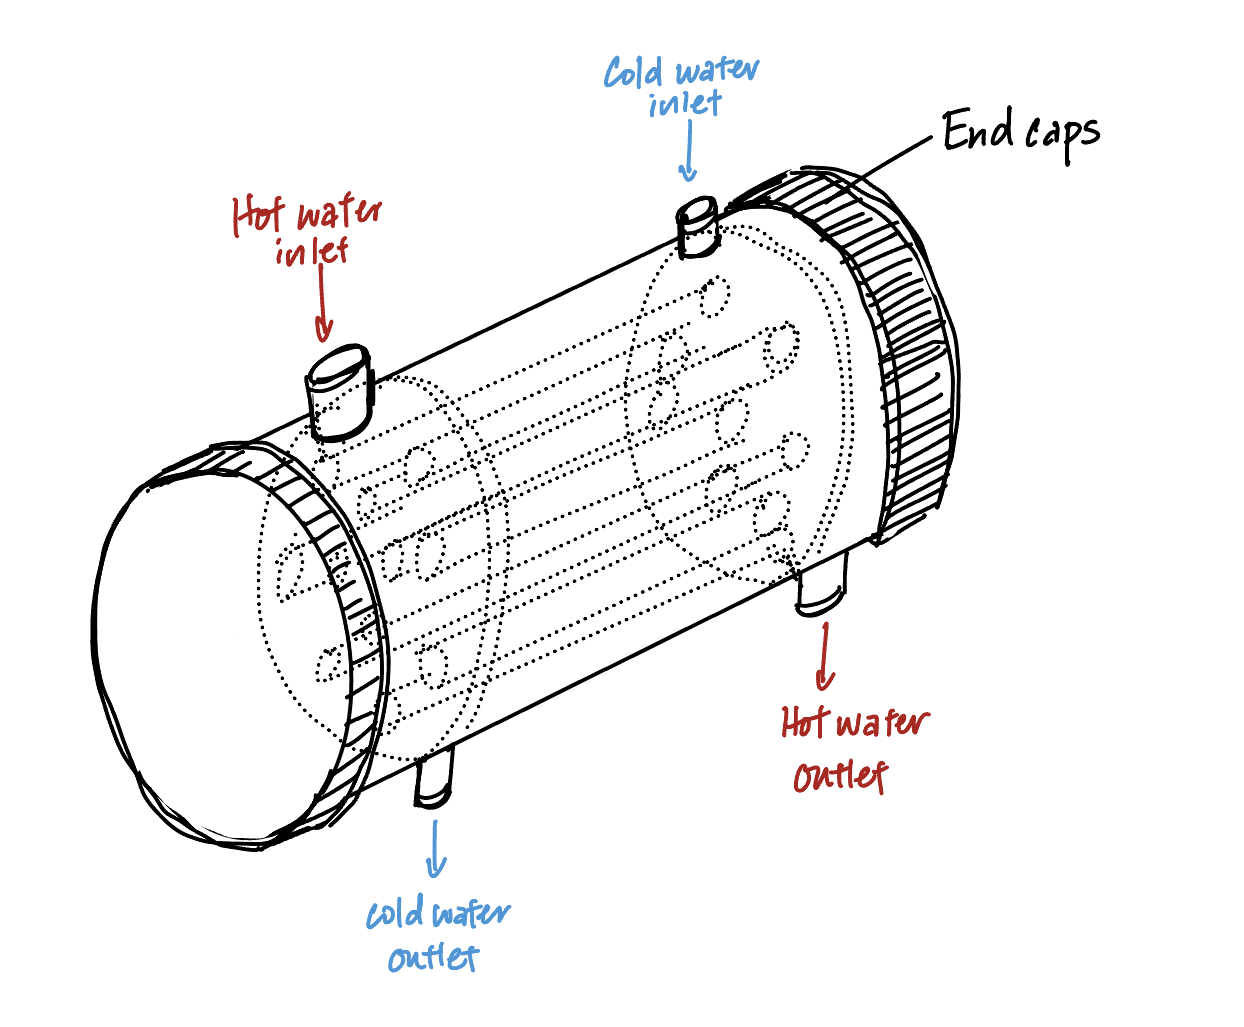 Cold water
inlet
End caps
Hot water
inlet
Hot water
outlet
cold water
outlet